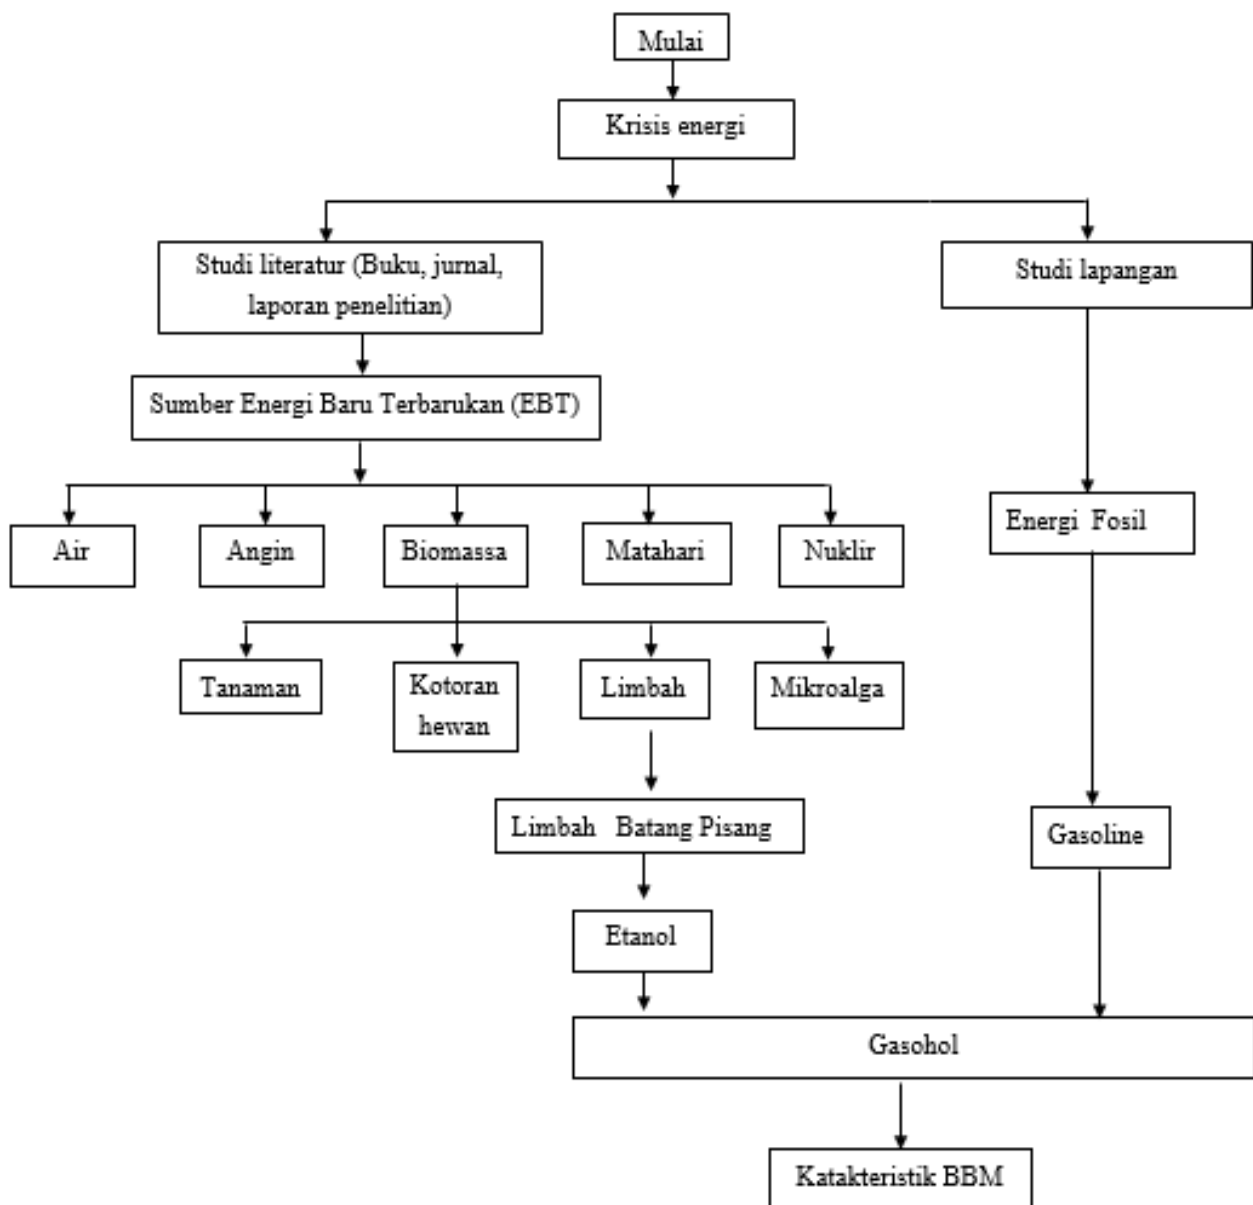 Mulai
Krisis energi
Studi literatur (Buku, jurnal,
laporan penelitian)
Studi lapangan
Sumber Energi Baru Terbarukan (EBT)
Energi Fosil
Air
Angin
Biomassa
Matahari
Nuklir
Tanaman
Kotoran
hewan
Limbah
Mikroalga
Limbah Batang Pisang
Gasoline
Etanol
Gasohol
Katakteristik BBM